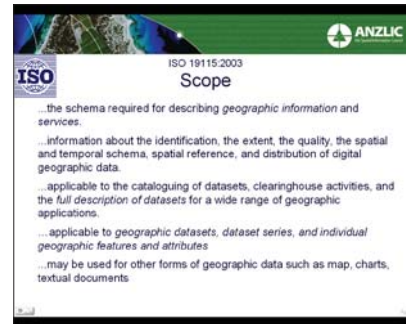 ANZLIC
ISO
ISO 19115:2003
Scope
...the schema required for describing geographic information and
services.
...information about the identification, the extent, the quality, the spatial
and temporal schema, spatial reference, and distribution of digital
geographic data.
...applicable to the cataloguing of datasets, clearinghouse activities, and
the full description of datasets for a wide range of geographic
applications.
...applicable to geographic datasets, dataset series, and individual
geographic features and attributes
...may be used for other forms of geographic data such as map, charts,
textual documents